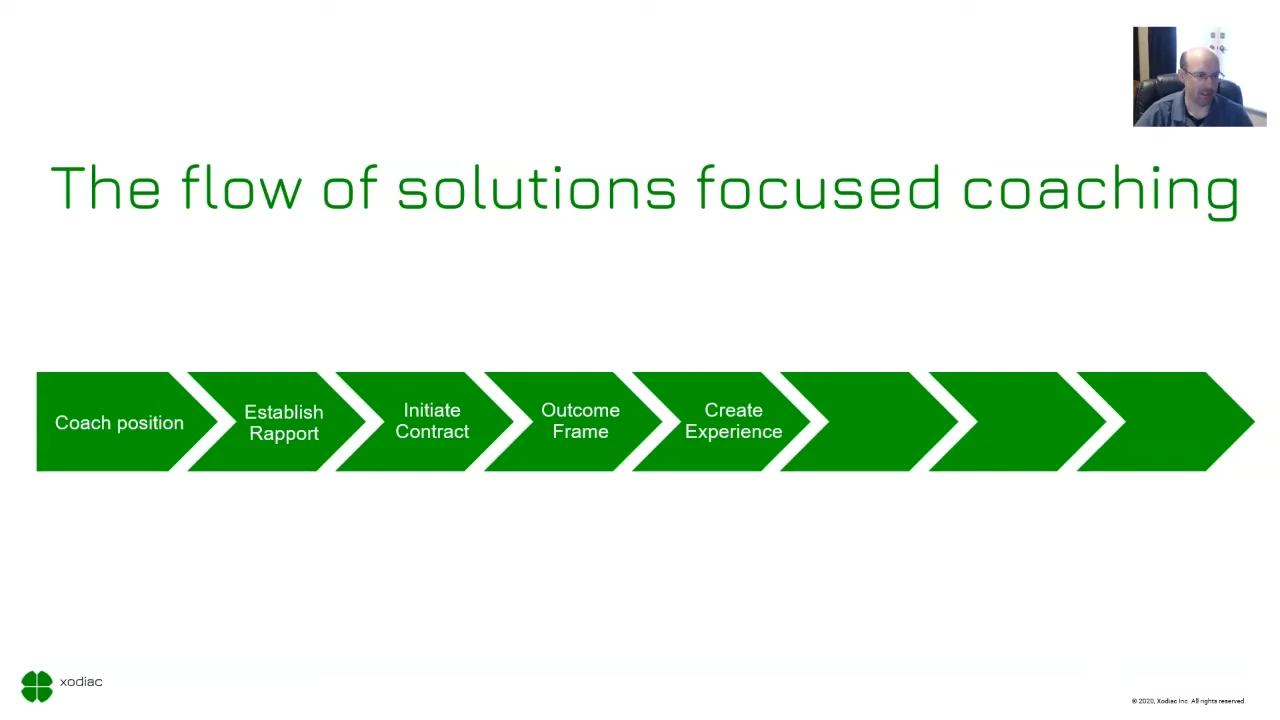 The flow of solutions focused coaching
Coach position
Establish
Rapport
Initiate
Contract
Outcome
Frame
Create
Experience
xodiac
© 2020, Xodiac Inc. All rights reserved.